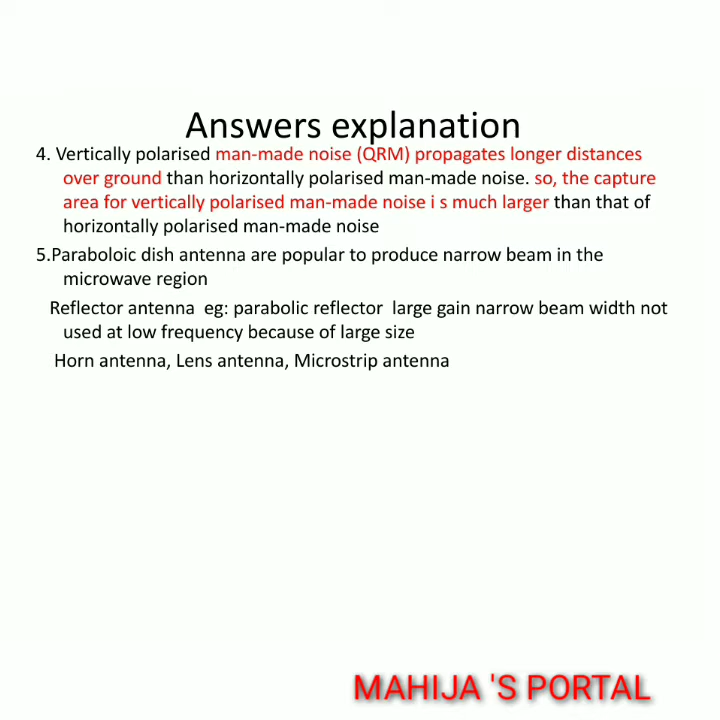 Answers explanation
4. Vertically polarised man-made noise (QRM) propagates longer distances
over ground than horizontally polarised man-made noise. so, the capture
area for vertically polarised man-made noise i s much larger than that of
horizontally polarised man-made noise
5.Paraboloic dish antenna are popular to produce narrow beam in the
microwave region
Reflector antenna eg: parabolic reflector large gain narrow beam width not
used at low frequency because of large size
Horn antenna, Lens antenna, Microstrip antenna
MAHIJA 'S PORTAL